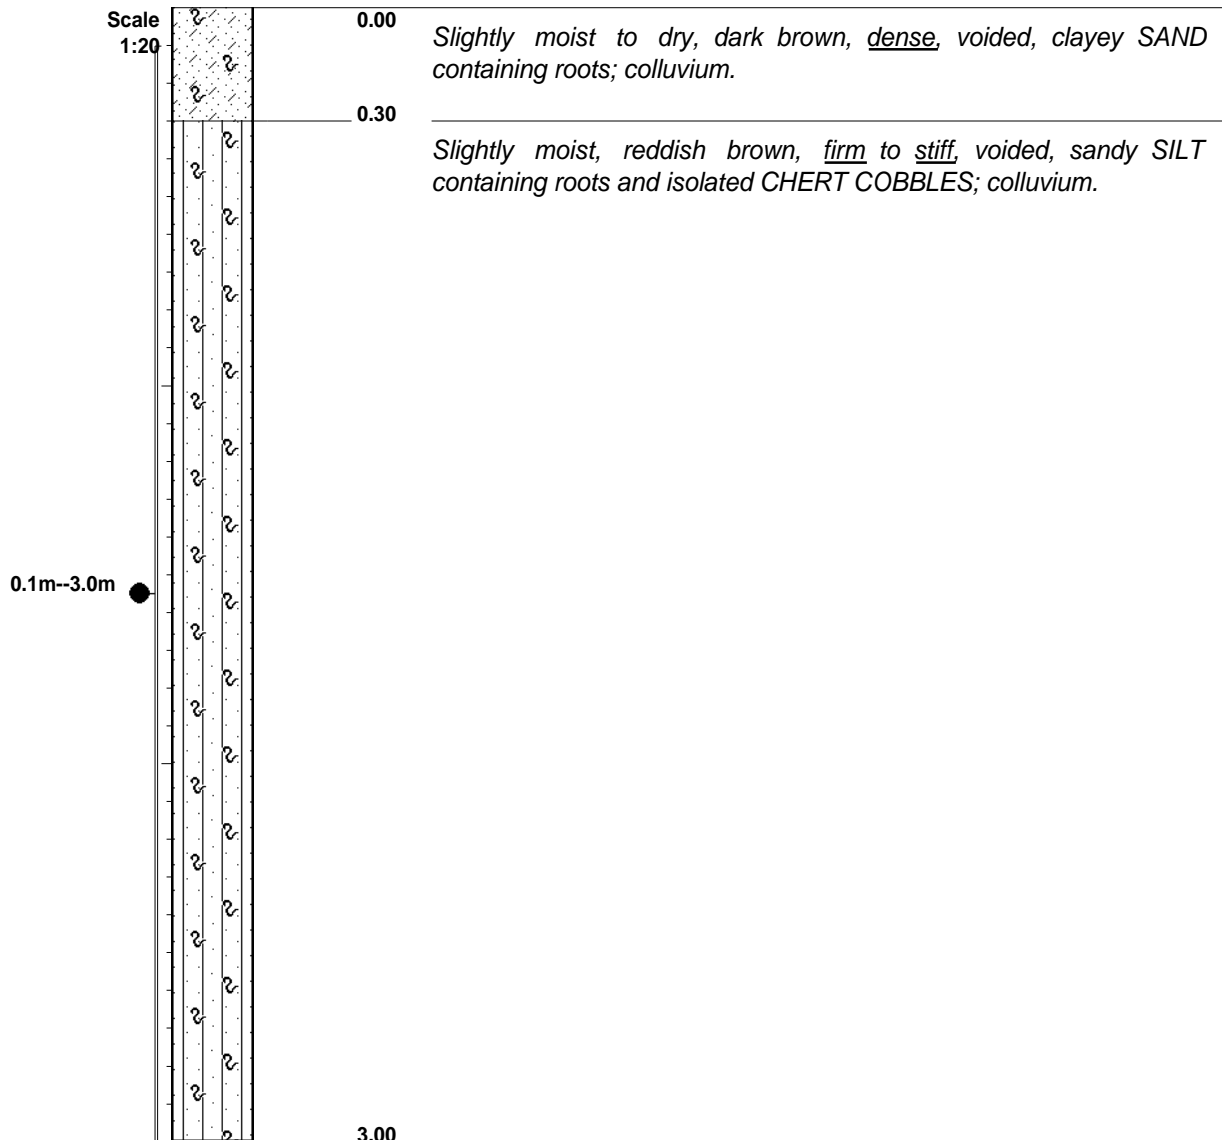 Scale
1:20
0.00
Slightly moist to dry, dark brown, dense, voided, clayey SAND
containing roots; colluvium.
0.30
Slightly moist, reddish brown, firm to stiff, voided, sandy SILT
containing roots and isolated CHERT COBBLES; colluvium.
0.1m--3.0m
3.00